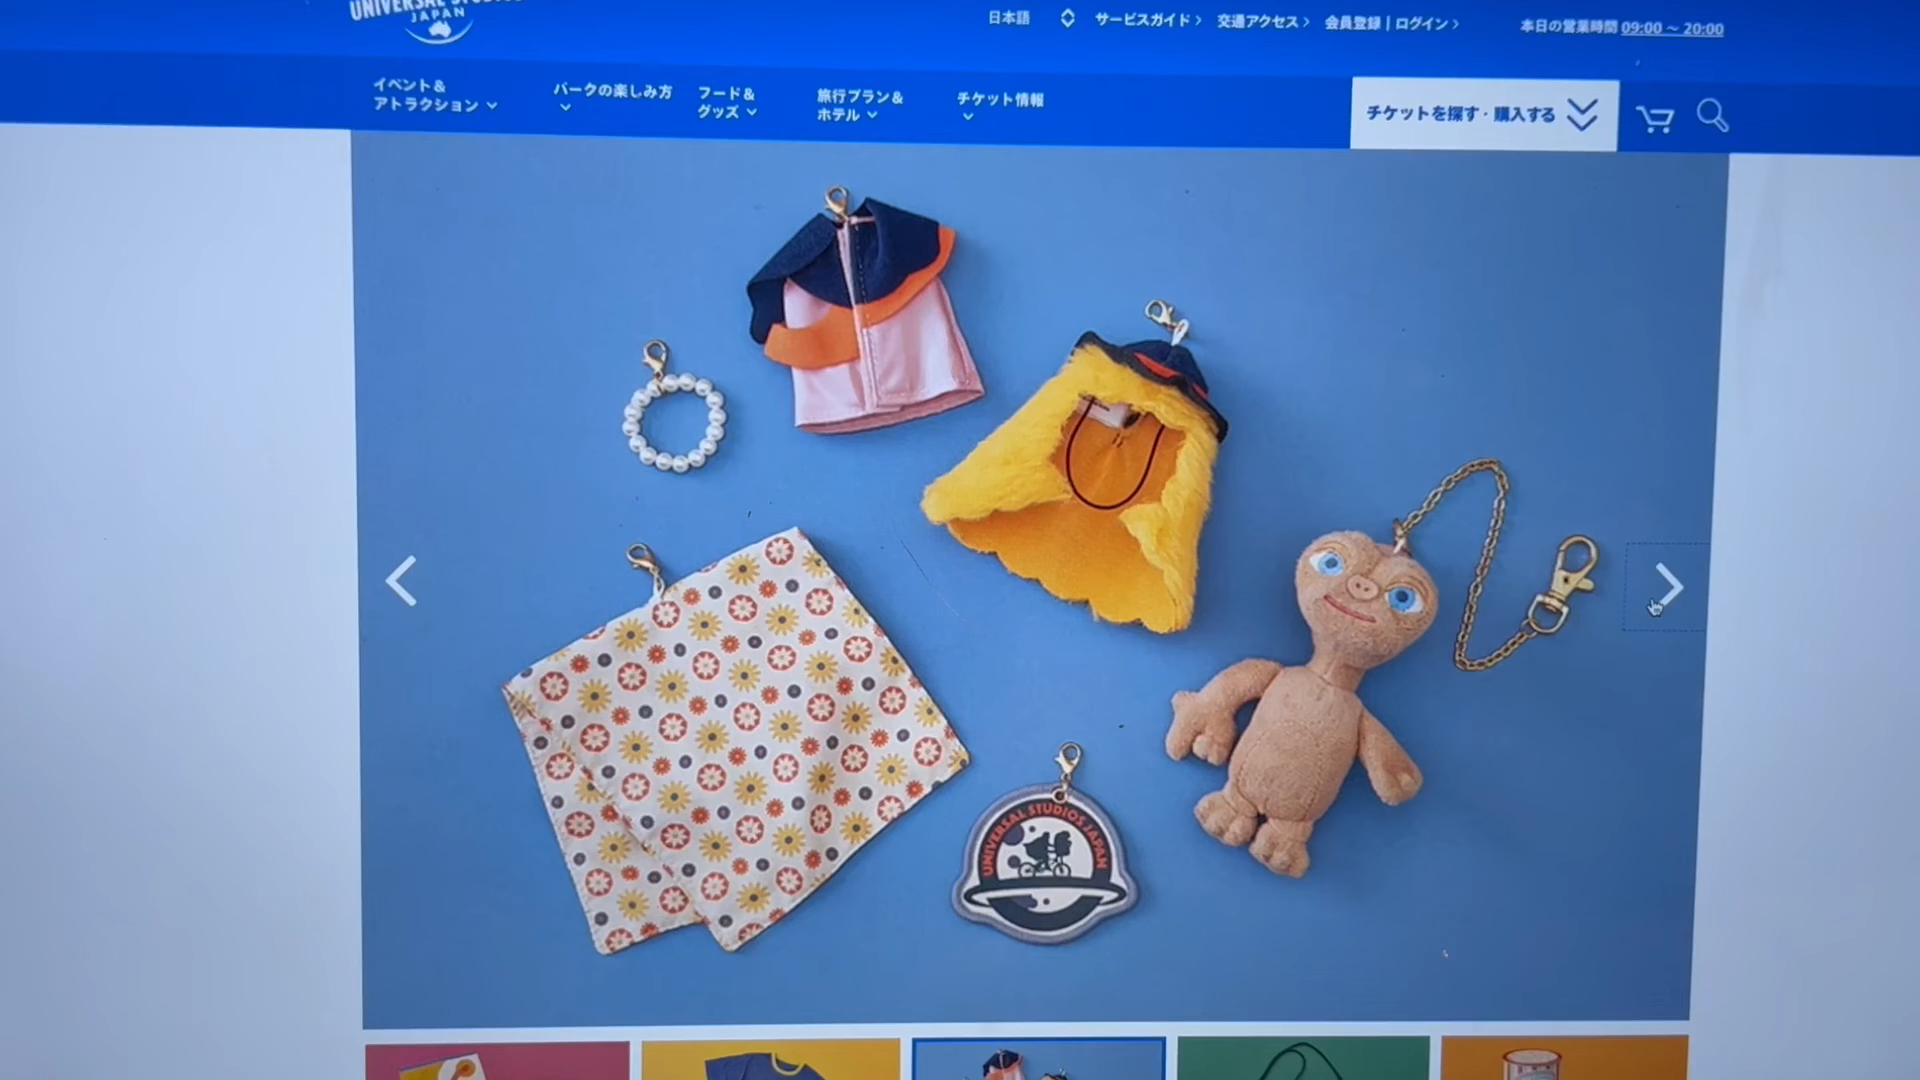 UNIVERSAL STUDIOS
JAPAN
日本語
サービスガイド
交通アクセス
会員登録 | ログイン
本日の営業時間 09:00 ～ 20:00
イベント&
アトラクション
パークの楽しみ方
フード&
グッズ
旅行プラン&
ホテル
チケット情報
チケットを探す・購入する
UNIVERSAL STUDIOS JAPAN